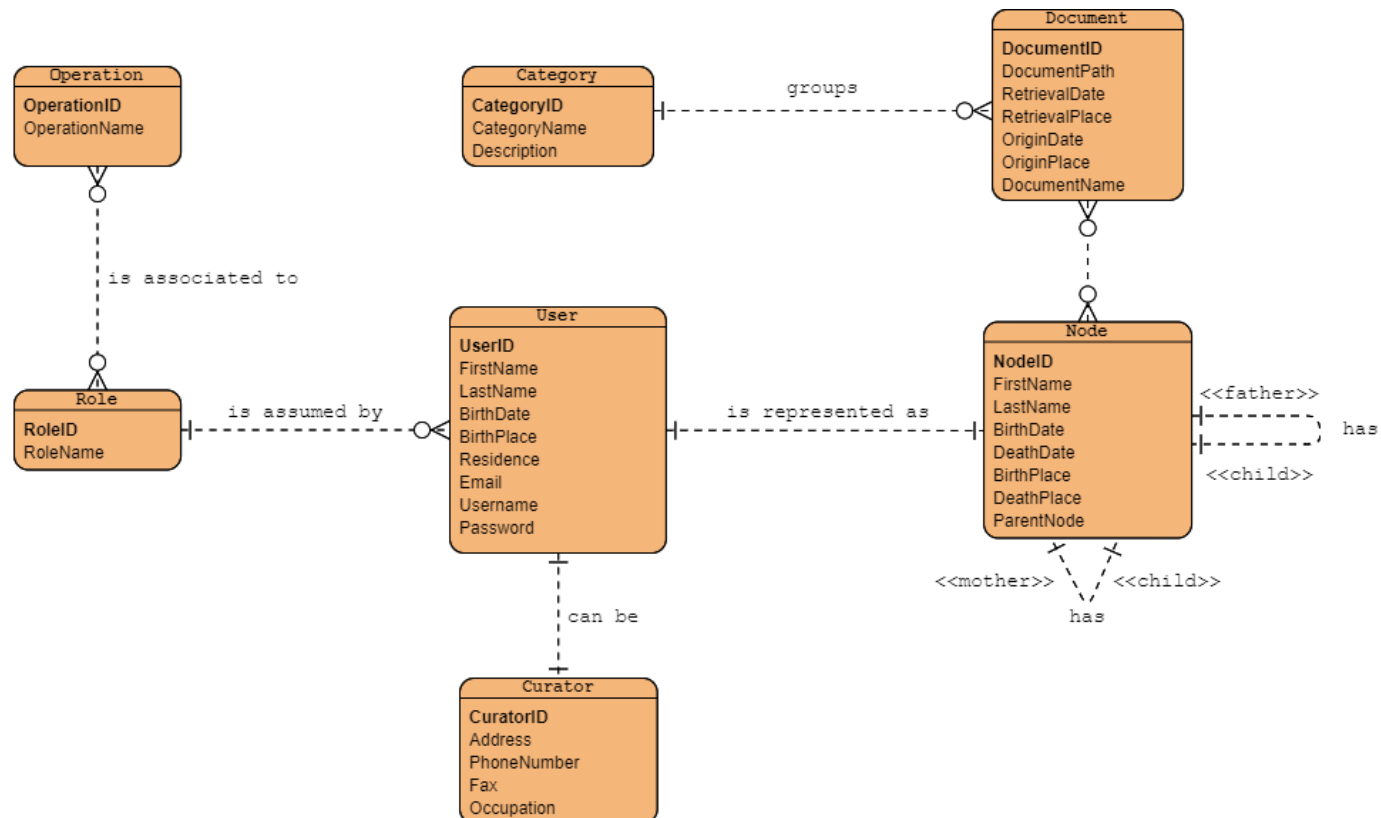 Document
DocumentID
DocumentPath
RetrievalDate
RetrievalPlace
OriginDate
OriginPlace
DocumentName
Operation
OperationID
OperationName
Category
CategoryID
CategoryName
Description
groups
is associated to
User
UserID
FirstName
LastName
BirthDate
BirthPlace
Residence
Email
Username
Password
Node
NodeID
FirstName
LastName
BirthDate
DeathDate
BirthPlace
DeathPlace
ParentNode
Role
RoleID
RoleName
is assumed by
is represented as
<<father>>
has
<<child>>
<<mother>>
<<child>>
has
can be
Curator
CuratorID
Address
PhoneNumber
Fax
Occupation